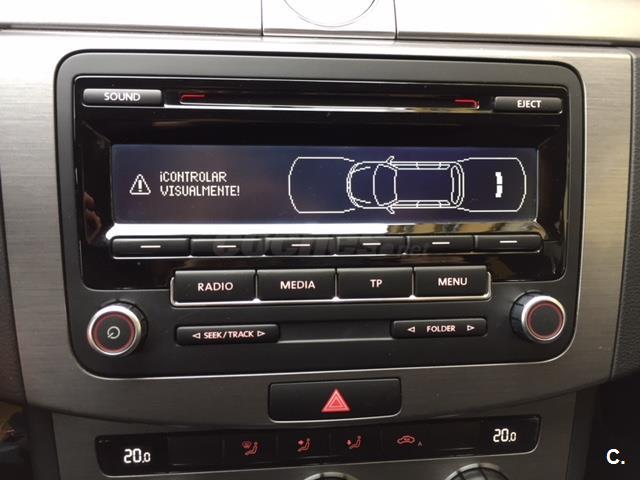 SOUND
EJECT
¡CONTROLAR
VISUALMENTE!
RADIO
MEDIA
TP
MENU
SEEK/TRACK
FOLDER
20.0
A
20.0
C.